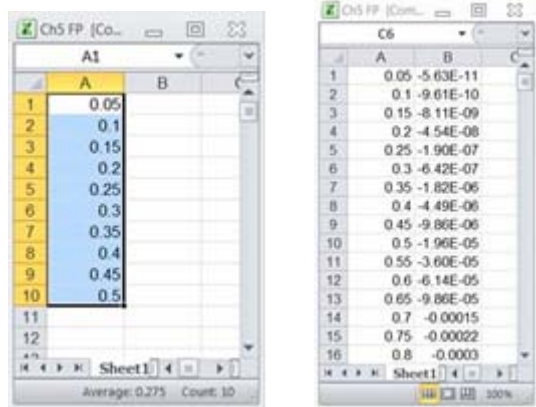 Ch5 FP [Co...
A1
A B
1 0.05
2 0.1
3 0.15
4 0.2
5 0.25
6 0.3
7 0.35
8 0.4
9 0.45
10 0.5
11
12
Sheet1
Average: 0.275 Count: 10
Ch5 FP [Com...
C6
A B C
1 0.05 -5.63E-11
2 0.1 -9.61E-10
3 0.15 -8.11E-09
4 0.2 -4.54E-08
5 0.25 -1.90E-07
6 0.3 -6.42E-07
7 0.35 -1.82E-06
8 0.4 -4.49E-06
9 0.45 -9.86E-06
10 0.5 -1.96E-05
11 0.55 -3.60E-05
12 0.6 -6.14E-05
13 0.65 -9.86E-05
14 0.7 -0.00015
15 0.75 -0.00022
16 0.8 -0.0003
Sheet1
100%